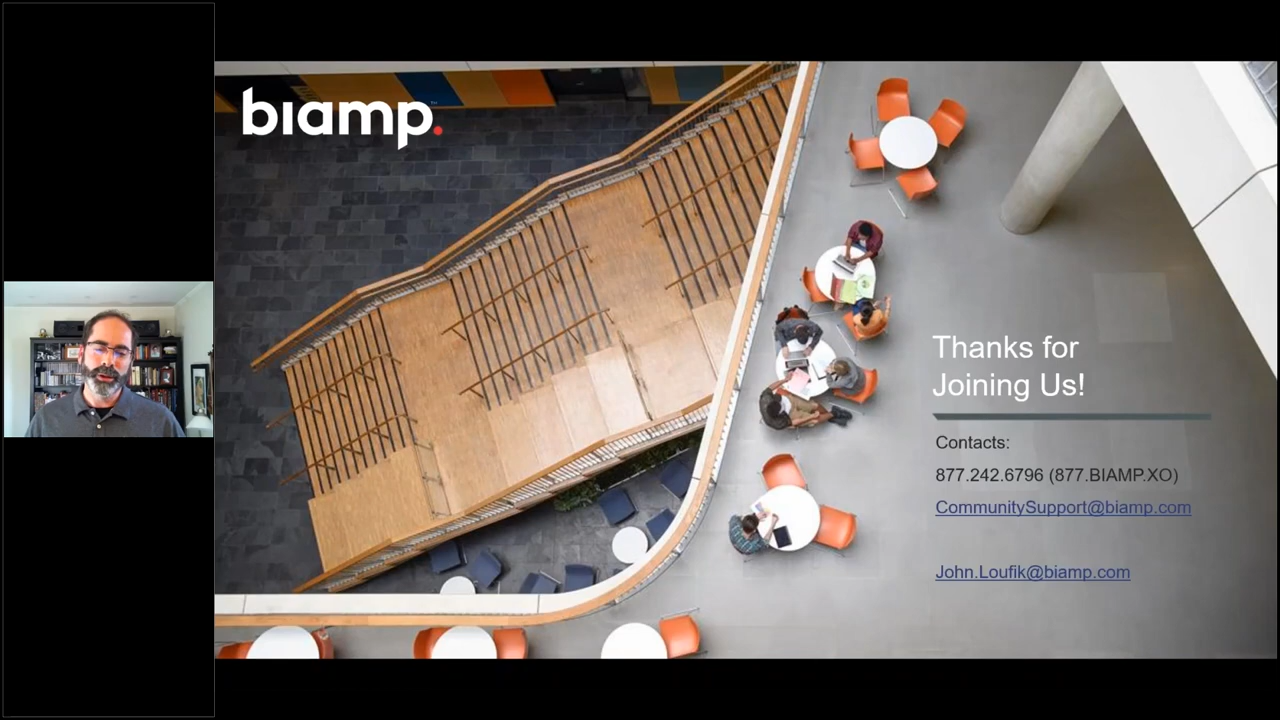 biamp.
Thanks for
Joining Us!
Contacts:
877.242.6796 (877.BIAMP.XO)
CommunitySupport@biamp.com
John.Loufik@biamp.com